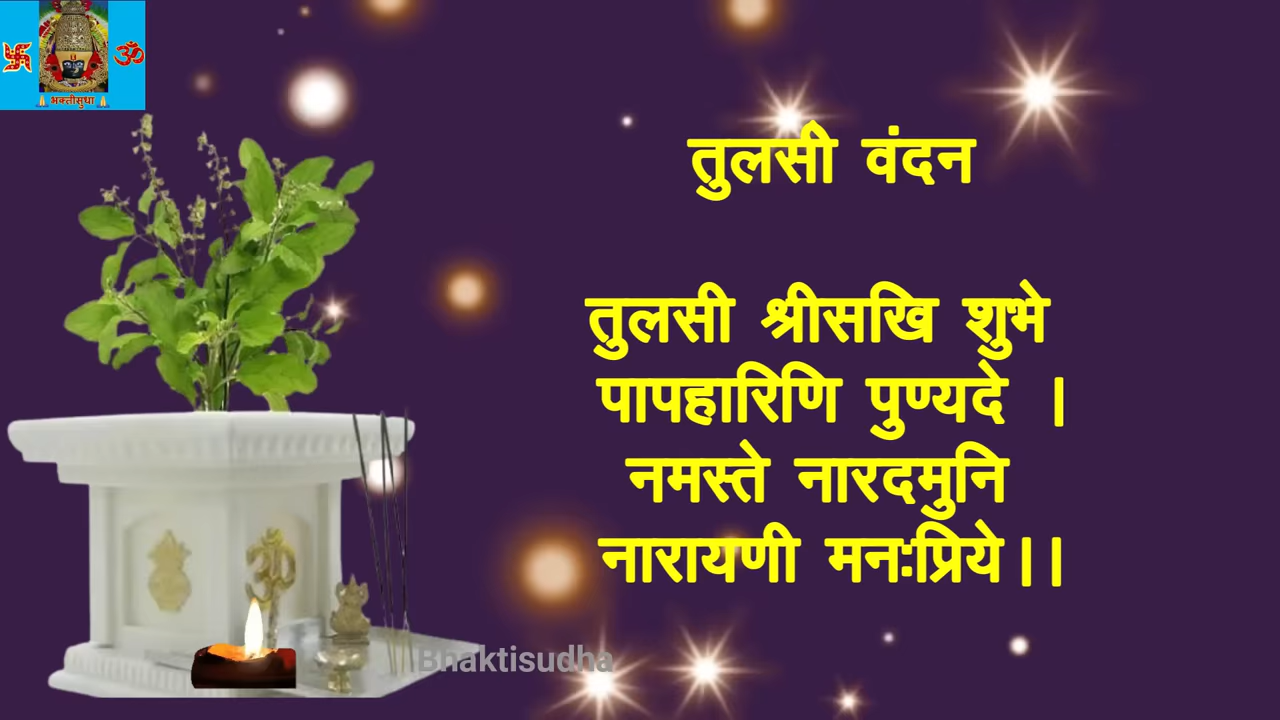 ॐ
भक्तीसुधा
तुलसी वंदन
तुलसी श्रीसखि शुभे
पापहारिणि पुण्यदे ।
नमस्ते नारदमुनि
नारायणी मनःप्रिये।।
ॐ
Bhaktisudha